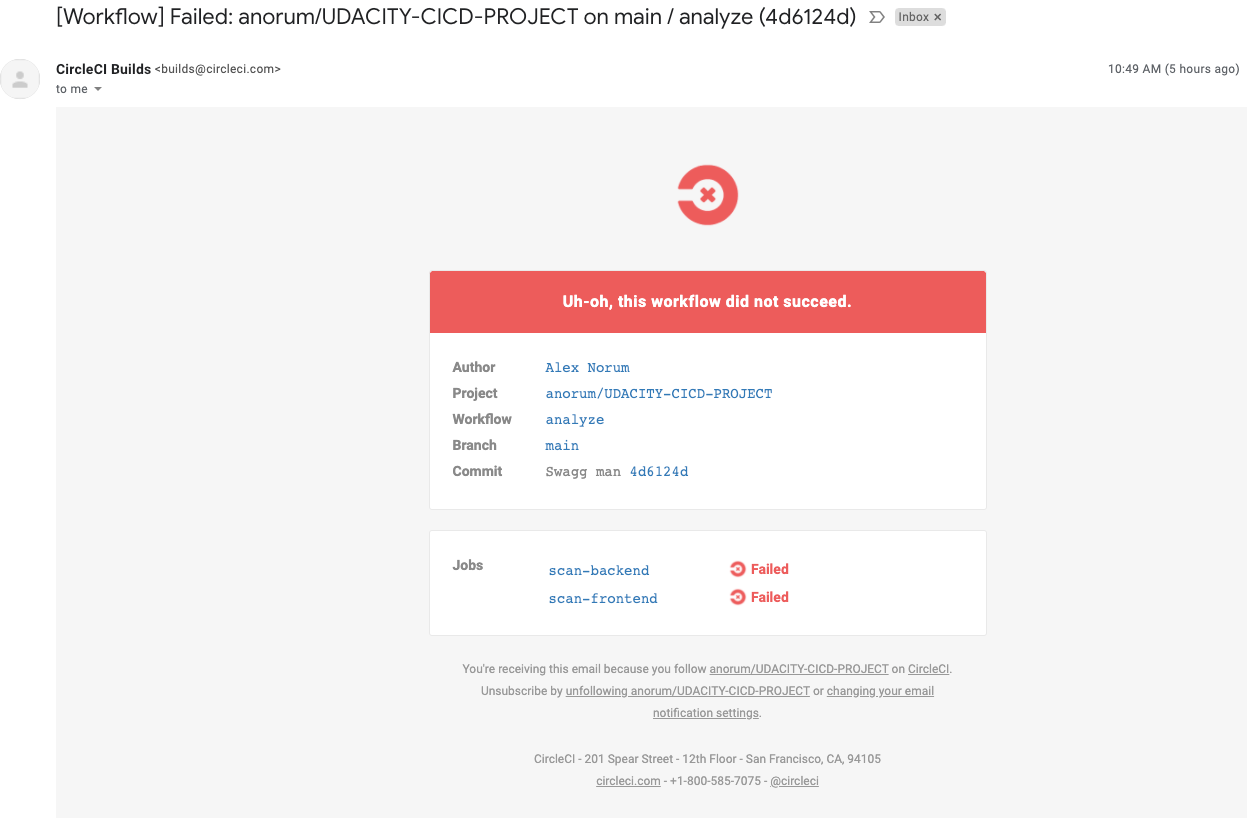 [Workflow] Failed: anorum/UDACITY-CICD-PROJECT on main / analyze (4d6124d) Inbox ×
CircleCI Builds <builds@circleci.com> 10:49 AM (5 hours ago)
to me
Uh-oh, this workflow did not succeed.
Author Alex Norum
Project anorum/UDACITY-CICD-PROJECT
Workflow analyze
Branch main
Commit Swagg man 4d6124d
Jobs scan-backend Failed
scan-frontend Failed
You're receiving this email because you follow anorum/UDACITY-CICD-PROJECT on CircleCI.
Unsubscribe by unfollowing anorum/UDACITY-CICD-PROJECT or changing your email
notification settings.
CircleCI - 201 Spear Street - 12th Floor - San Francisco, CA, 94105
circleci.com - +1-800-585-7075 - @circleci